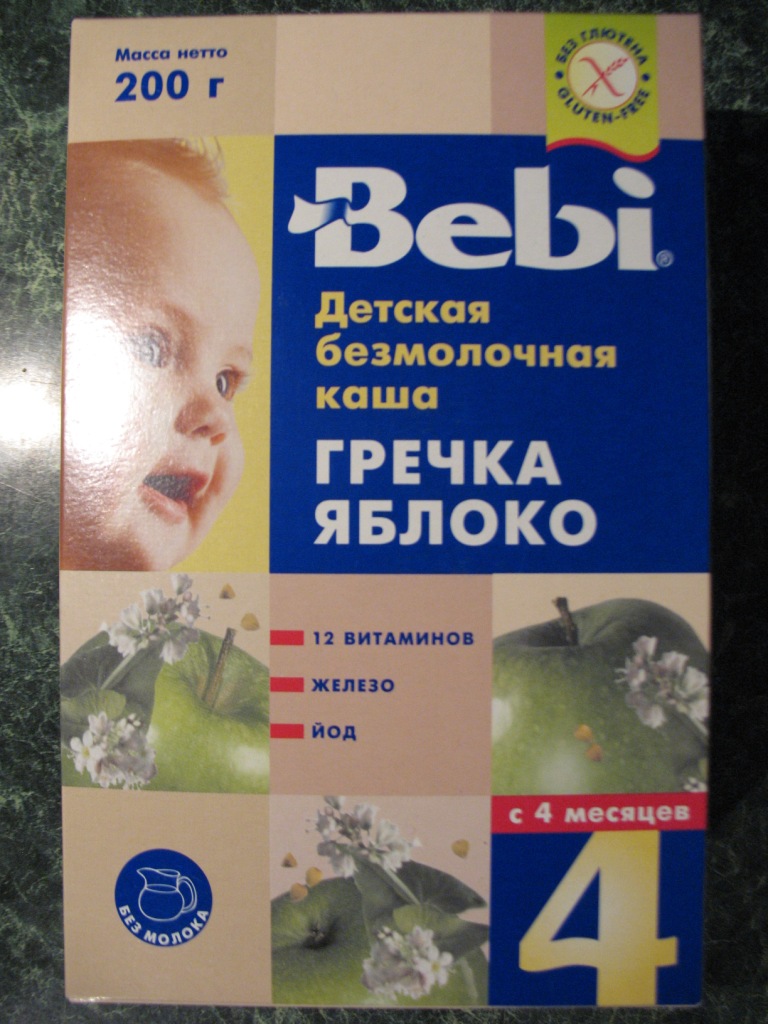 Масса нетто
200 г
БЕЗ ГЛЮТЕНА
GLUTEN-FREE
Bebi®
Детская
безмолочная
каша
ГРЕЧКА
ЯБЛОКО
12 ВИТАМИНОВ
ЖЕЛЕЗО
ЙОД
с 4 месяцев
4
БЕЗ МОЛОКА